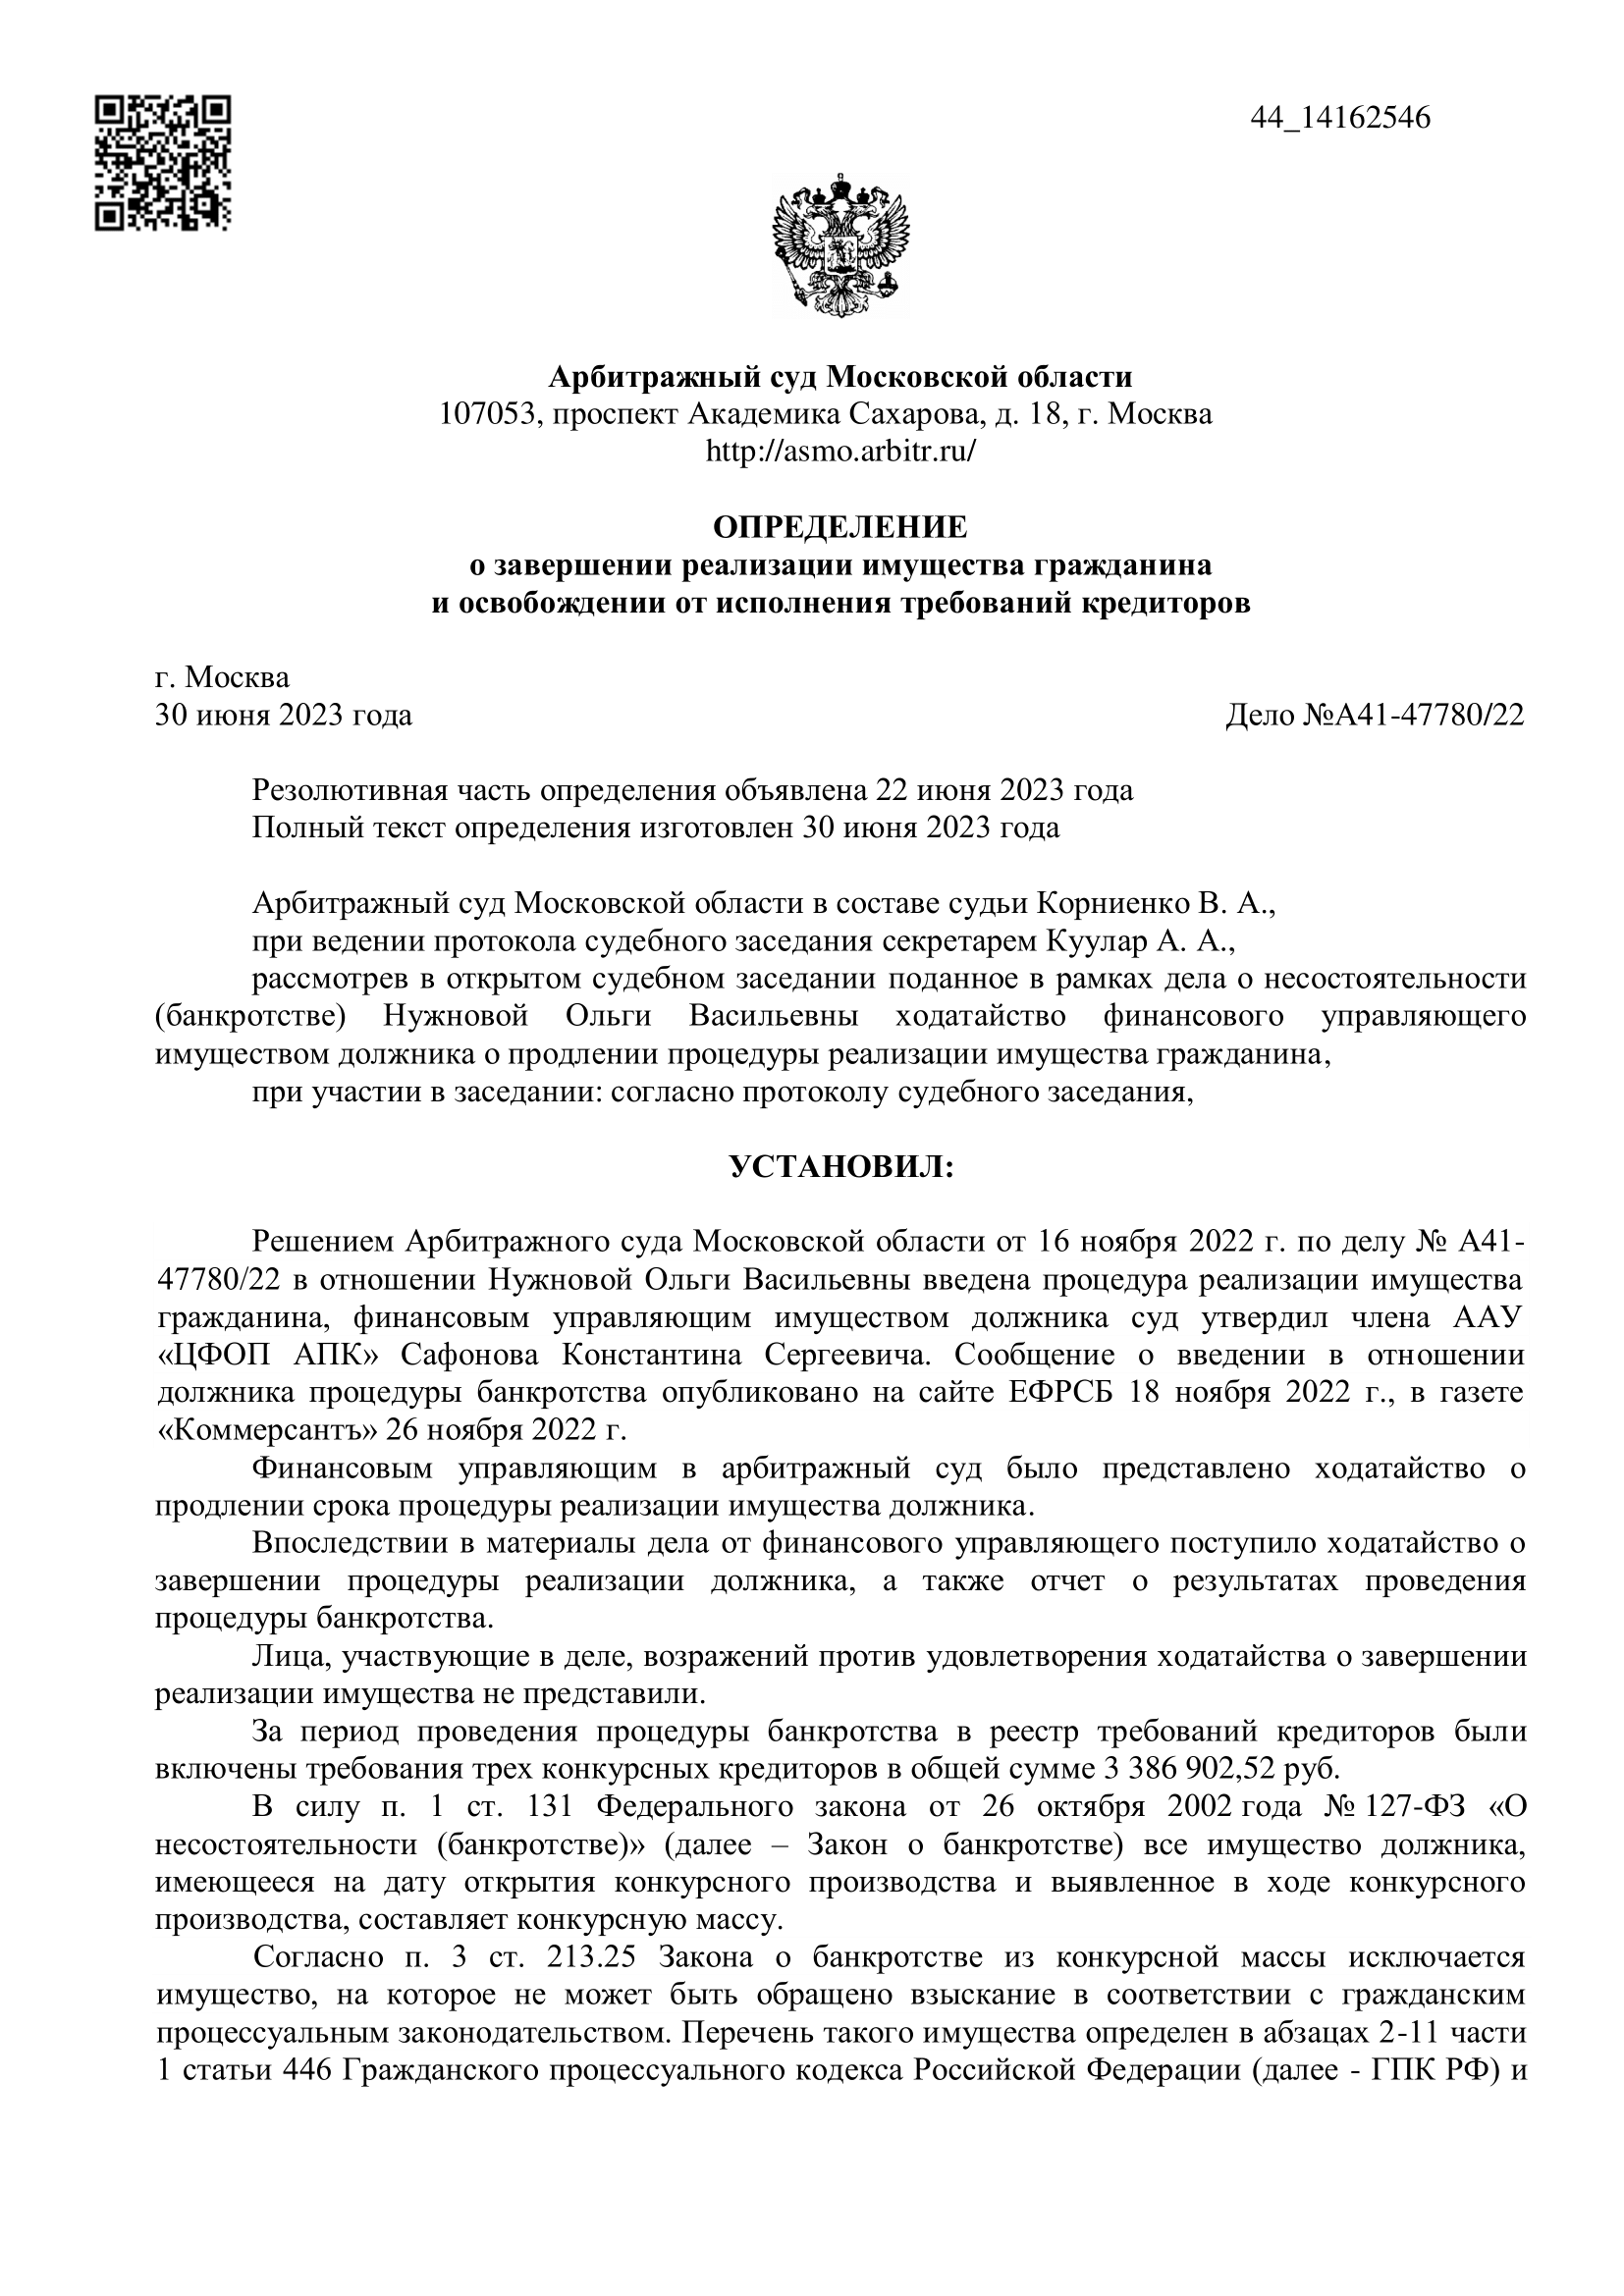 44_14162546
Арбитражный суд Московской области
107053, проспект Академика Сахарова, д. 18, г. Москва
http://asmo.arbitr.ru/
ОПРЕДЕЛЕНИЕ
о завершении реализации имущества гражданина
и освобождении от исполнения требований кредиторов
г. Москва
30 июня 2023 года Дело №А41-47780/22
Резолютивная часть определения объявлена 22 июня 2023 года
Полный текст определения изготовлен 30 июня 2023 года
Арбитражный суд Московской области в составе судьи Корниенко В. А.,
при ведении протокола судебного заседания секретарем Куулар А. А.,
рассмотрев в открытом судебном заседании поданное в рамках дела о несостоятельности
(банкротстве) Нужновой Ольги Васильевны ходатайство финансового управляющего
имуществом должника о продлении процедуры реализации имущества гражданина,
при участии в заседании: согласно протоколу судебного заседания,
УСТАНОВИЛ:
Решением Арбитражного суда Московской области от 16 ноября 2022 г. по делу № А41-
47780/22 в отношении Нужновой Ольги Васильевны введена процедура реализации имущества
гражданина, финансовым управляющим имуществом должника суд утвердил члена ААУ
«ЦФОП АПК» Сафонова Константина Сергеевича. Сообщение о введении в отношении
должника процедуры банкротства опубликовано на сайте ЕФРСБ 18 ноября 2022 г., в газете
«Коммерсантъ» 26 ноября 2022 г.
Финансовым управляющим в арбитражный суд было представлено ходатайство о
продлении срока процедуры реализации имущества должника.
Впоследствии в материалы дела от финансового управляющего поступило ходатайство о
завершении процедуры реализации должника, а также отчет о результатах проведения
процедуры банкротства.
Лица, участвующие в деле, возражений против удовлетворения ходатайства о завершении
реализации имущества не представили.
За период проведения процедуры банкротства в реестр требований кредиторов были
включены требования трех конкурсных кредиторов в общей сумме 3 386 902,52 руб.
В силу п. 1 ст. 131 Федерального закона от 26 октября 2002 года № 127-ФЗ «О
несостоятельности (банкротстве)» (далее – Закон о банкротстве) все имущество должника,
имеющееся на дату открытия конкурсного производства и выявленное в ходе конкурсного
производства, составляет конкурсную массу.
Согласно п. 3 ст. 213.25 Закона о банкротстве из конкурсной массы исключается
имущество, на которое не может быть обращено взыскание в соответствии с гражданским
процессуальным законодательством. Перечень такого имущества определен в абзацах 2-11 части
1 статьи 446 Гражданского процессуального кодекса Российской Федерации (далее - ГПК РФ) и